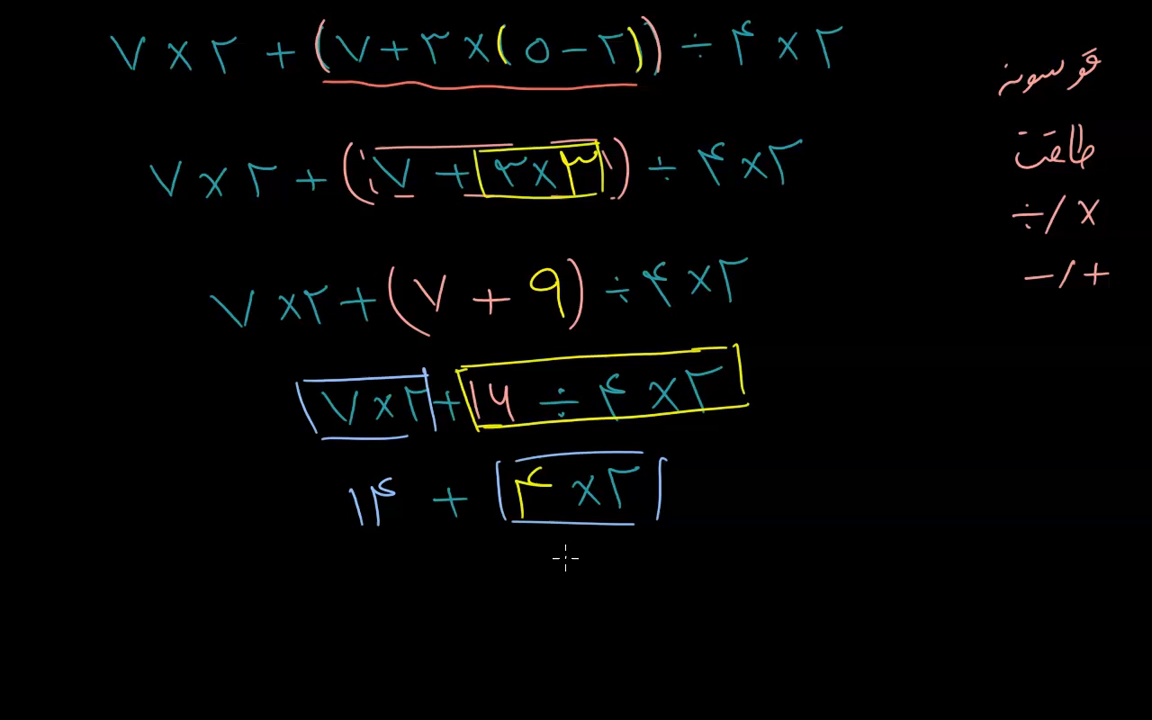 ۷ × ۲ + (۷ + ۳ × (۵ − ۲)) ÷ ۴ × ۲
۷ × ۲ + (۷ + ۳ × ۳) ÷ ۴ × ۲
۷ × ۲ + (۷ + ۹) ÷ ۴ × ۲
۷ × ۲ + ۱۶ ÷ ۴ × ۲
۱۴ + ۴ × ۲
قوسونه
طاقت
÷ / ×
− / +